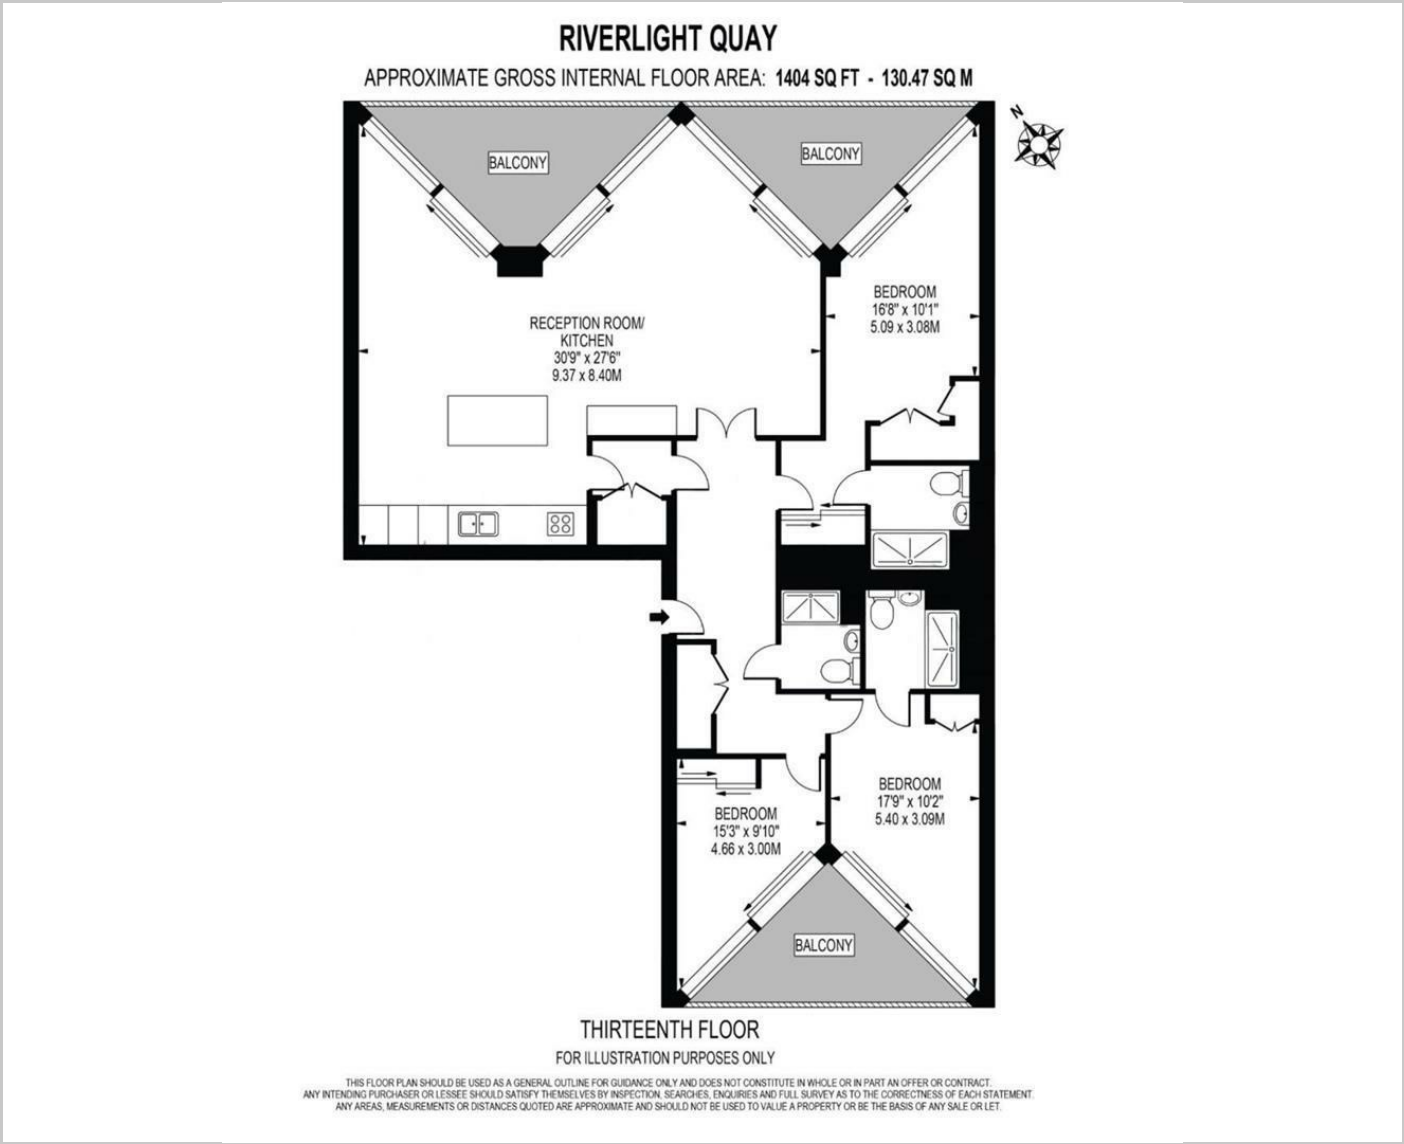 RIVERLIGHT QUAY
APPROXIMATE GROSS INTERNAL FLOOR AREA: 1404 SQ FT - 130.47 SQ M
N
BALCONY
BALCONY
BEDROOM
16'8" x 10'1"
5.09 x 3.08M
RECEPTION ROOM/
KITCHEN
30'9" x 27'6"
9.37 x 8.40M
BEDROOM
17'9" x 10'2"
5.40 x 3.09M
BEDROOM
15'3" x 9'10"
4.66 x 3.00M
BALCONY
THIRTEENTH FLOOR
FOR ILLUSTRATION PURPOSES ONLY
THIS FLOOR PLAN SHOULD BE USED AS A GENERAL OUTLINE FOR GUIDANCE ONLY AND DOES NOT CONSTITUTE IN WHOLE OR IN PART AN OFFER OR CONTRACT.
ANY INTENDING PURCHASER OR LESSEE SHOULD SATISFY THEMSELVES BY INSPECTION, SEARCHES, ENQUIRIES AND FULL SURVEY AS TO THE CORRECTNESS OF EACH STATEMENT.
ANY AREAS, MEASUREMENTS OR DISTANCES QUOTED ARE APPROXIMATE AND SHOULD NOT BE USED TO VALUE A PROPERTY OR BE THE BASIS OF ANY SALE OR LET.